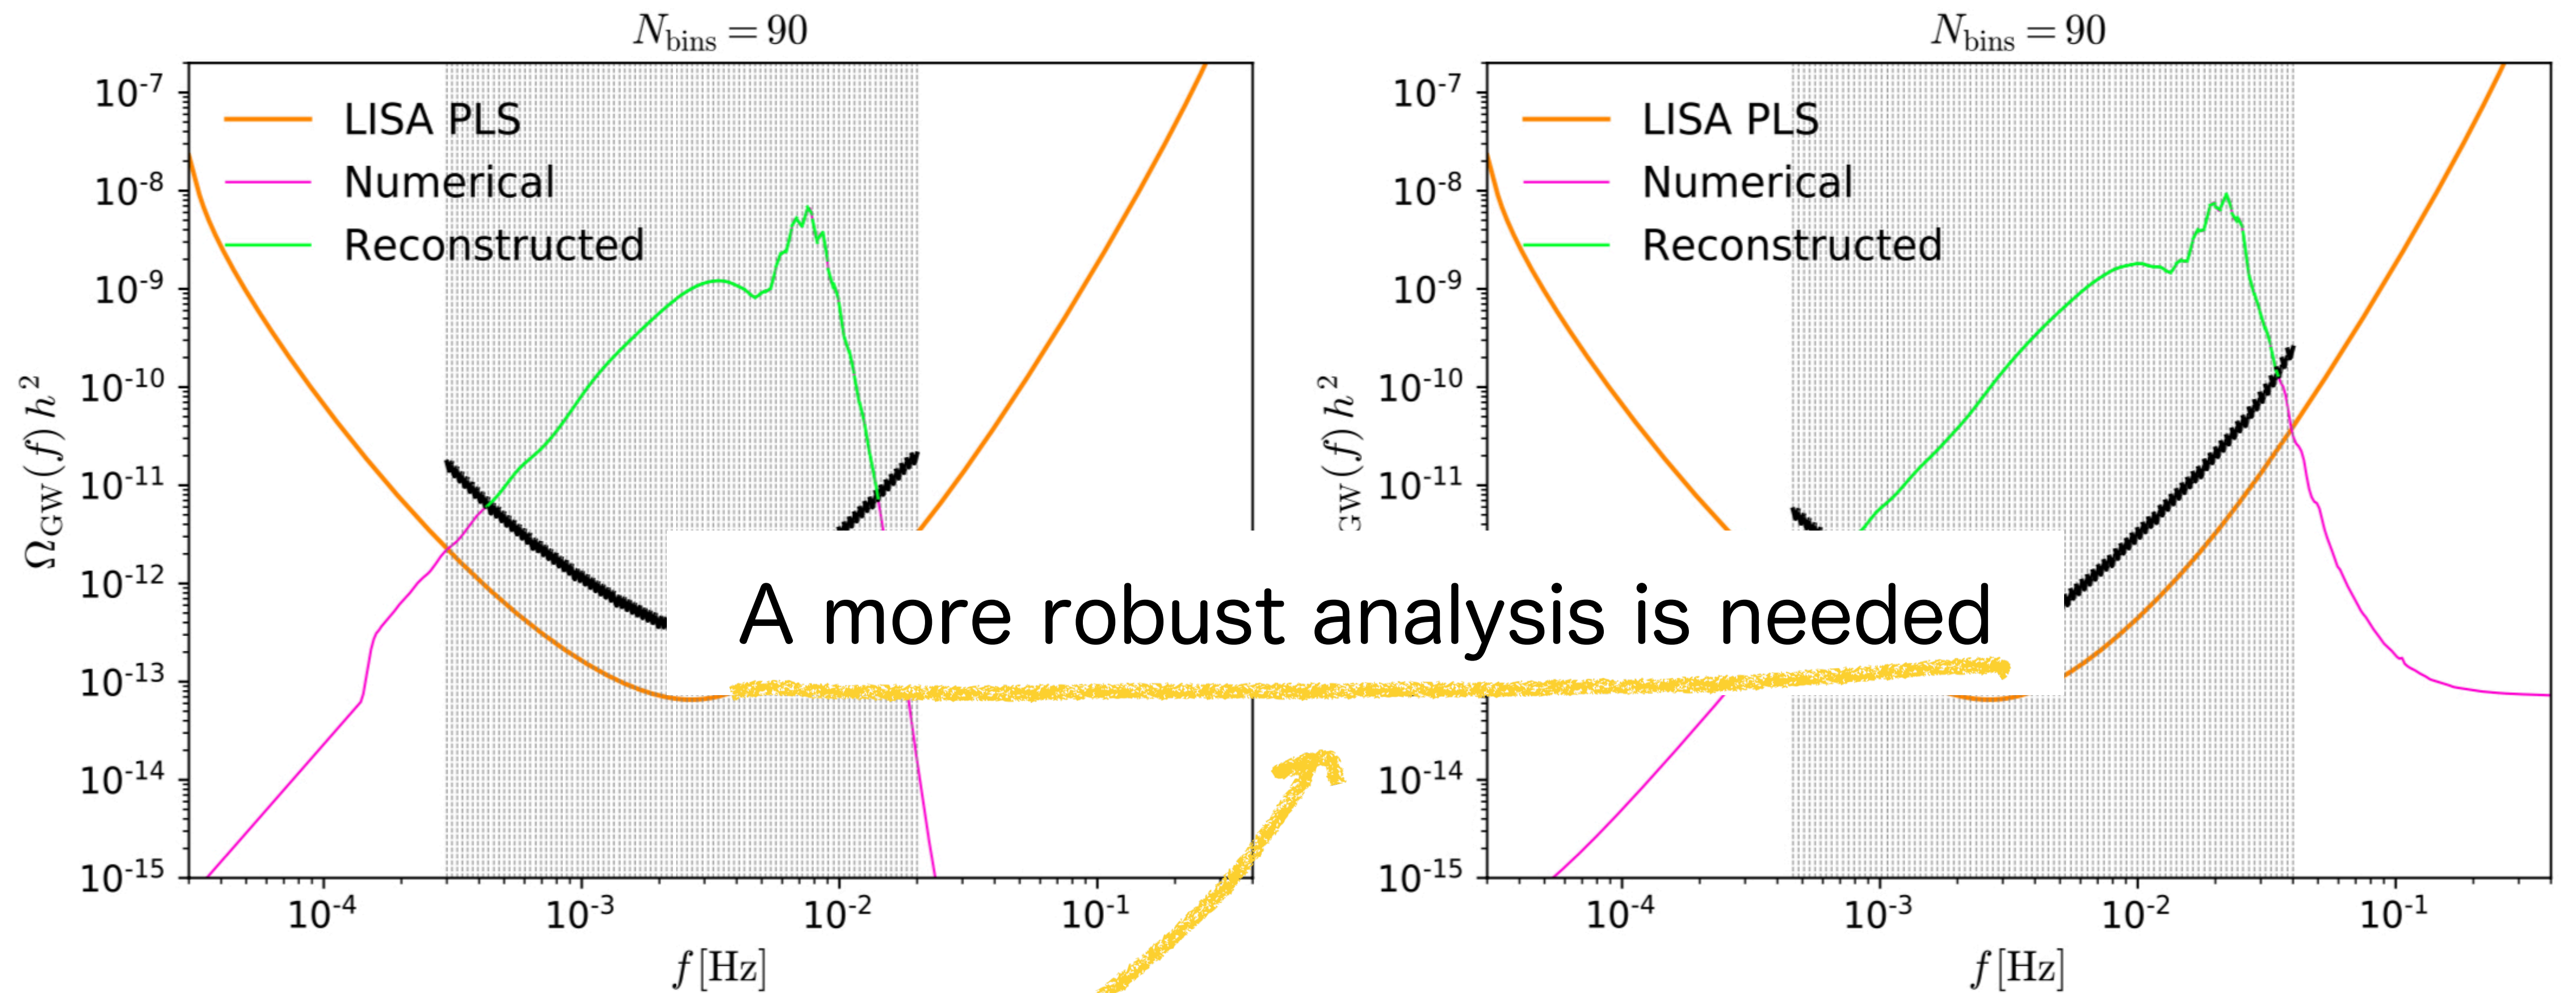 N_bins = 90
10^-7
10^-8
10^-9
10^-10
10^-11
10^-12
10^-13
10^-14
10^-15
Ω_GW(f) h^2
LISA PLS
Numerical
Reconstructed
10^-4 10^-3 10^-2 10^-1
f [Hz]
N_bins = 90
10^-7
10^-8
10^-9
10^-10
10^-11
10^-14
10^-15
GW(f) h^2
LISA PLS
Numerical
Reconstructed
10^-4 10^-3 10^-2 10^-1
f [Hz]
A more robust analysis is needed